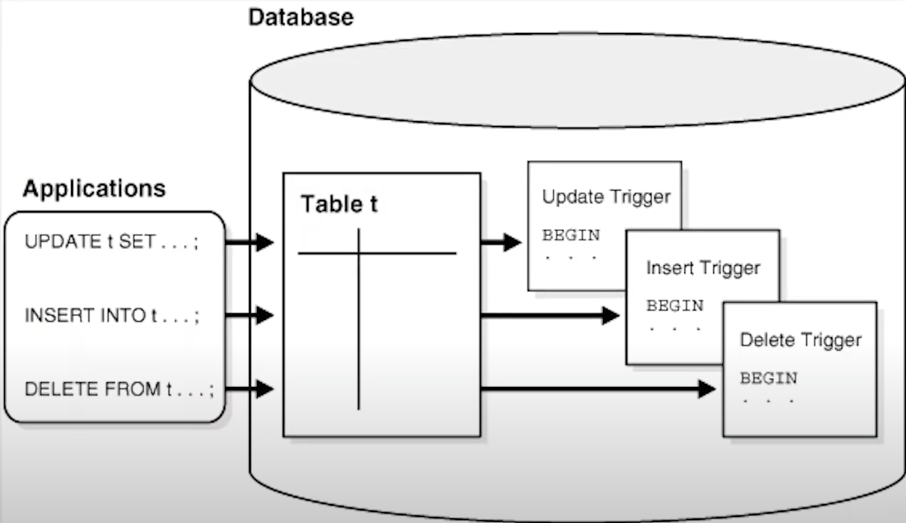 Database
Applications
UPDATE t SET . . . ;
INSERT INTO t . . . ;
DELETE FROM t . . . ;
Table t
Update Trigger
BEGIN
. . .
Insert Trigger
BEGIN
. . .
Delete Trigger
BEGIN
. . .